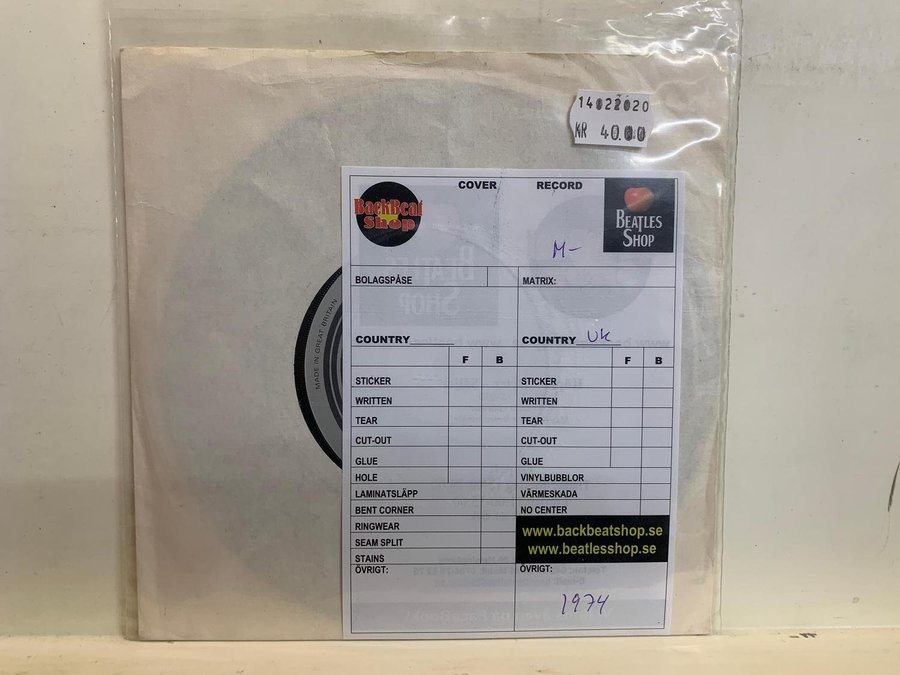 14022020
KR 40.00
COVER RECORD
BackBeat
Shop
BEATLES
SHOP
M-
BOLAGSPÅSE MATRIX:
COUNTRY COUNTRY UK
F B F B
STICKER STICKER
WRITTEN WRITTEN
TEAR TEAR
CUT-OUT CUT-OUT
GLUE GLUE
HOLE VINYLBUBBLOR
LAMINATSLÄPP VÄRMESKADA
BENT CORNER NO CENTER
RINGWEAR
SEAM SPLIT
STAINS
www.backbeatshop.se
www.beatlesshop.se
ÖVRIGT: ÖVRIGT:
1974
MADE IN GREAT BRITAIN